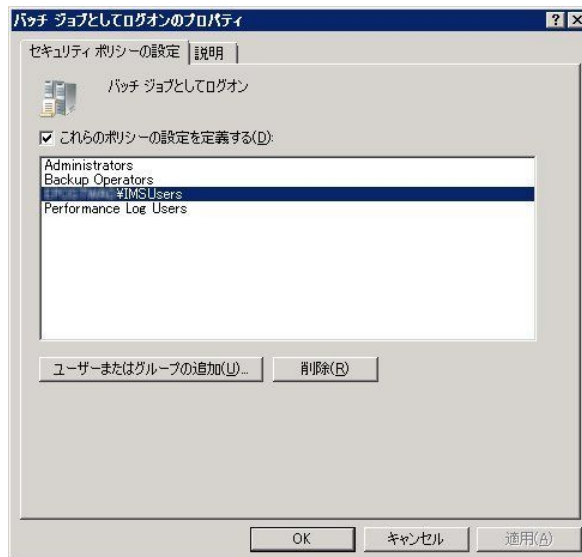 バッチ ジョブとしてログオンのプロパティ
セキュリティ ポリシーの設定 説明
バッチ ジョブとしてログオン
これらのポリシーの設定を定義する(D):
Administrators
Backup Operators
¥IMSUsers
Performance Log Users
ユーザーまたはグループの追加(U)... 削除(R)
OK キャンセル 適用(A)